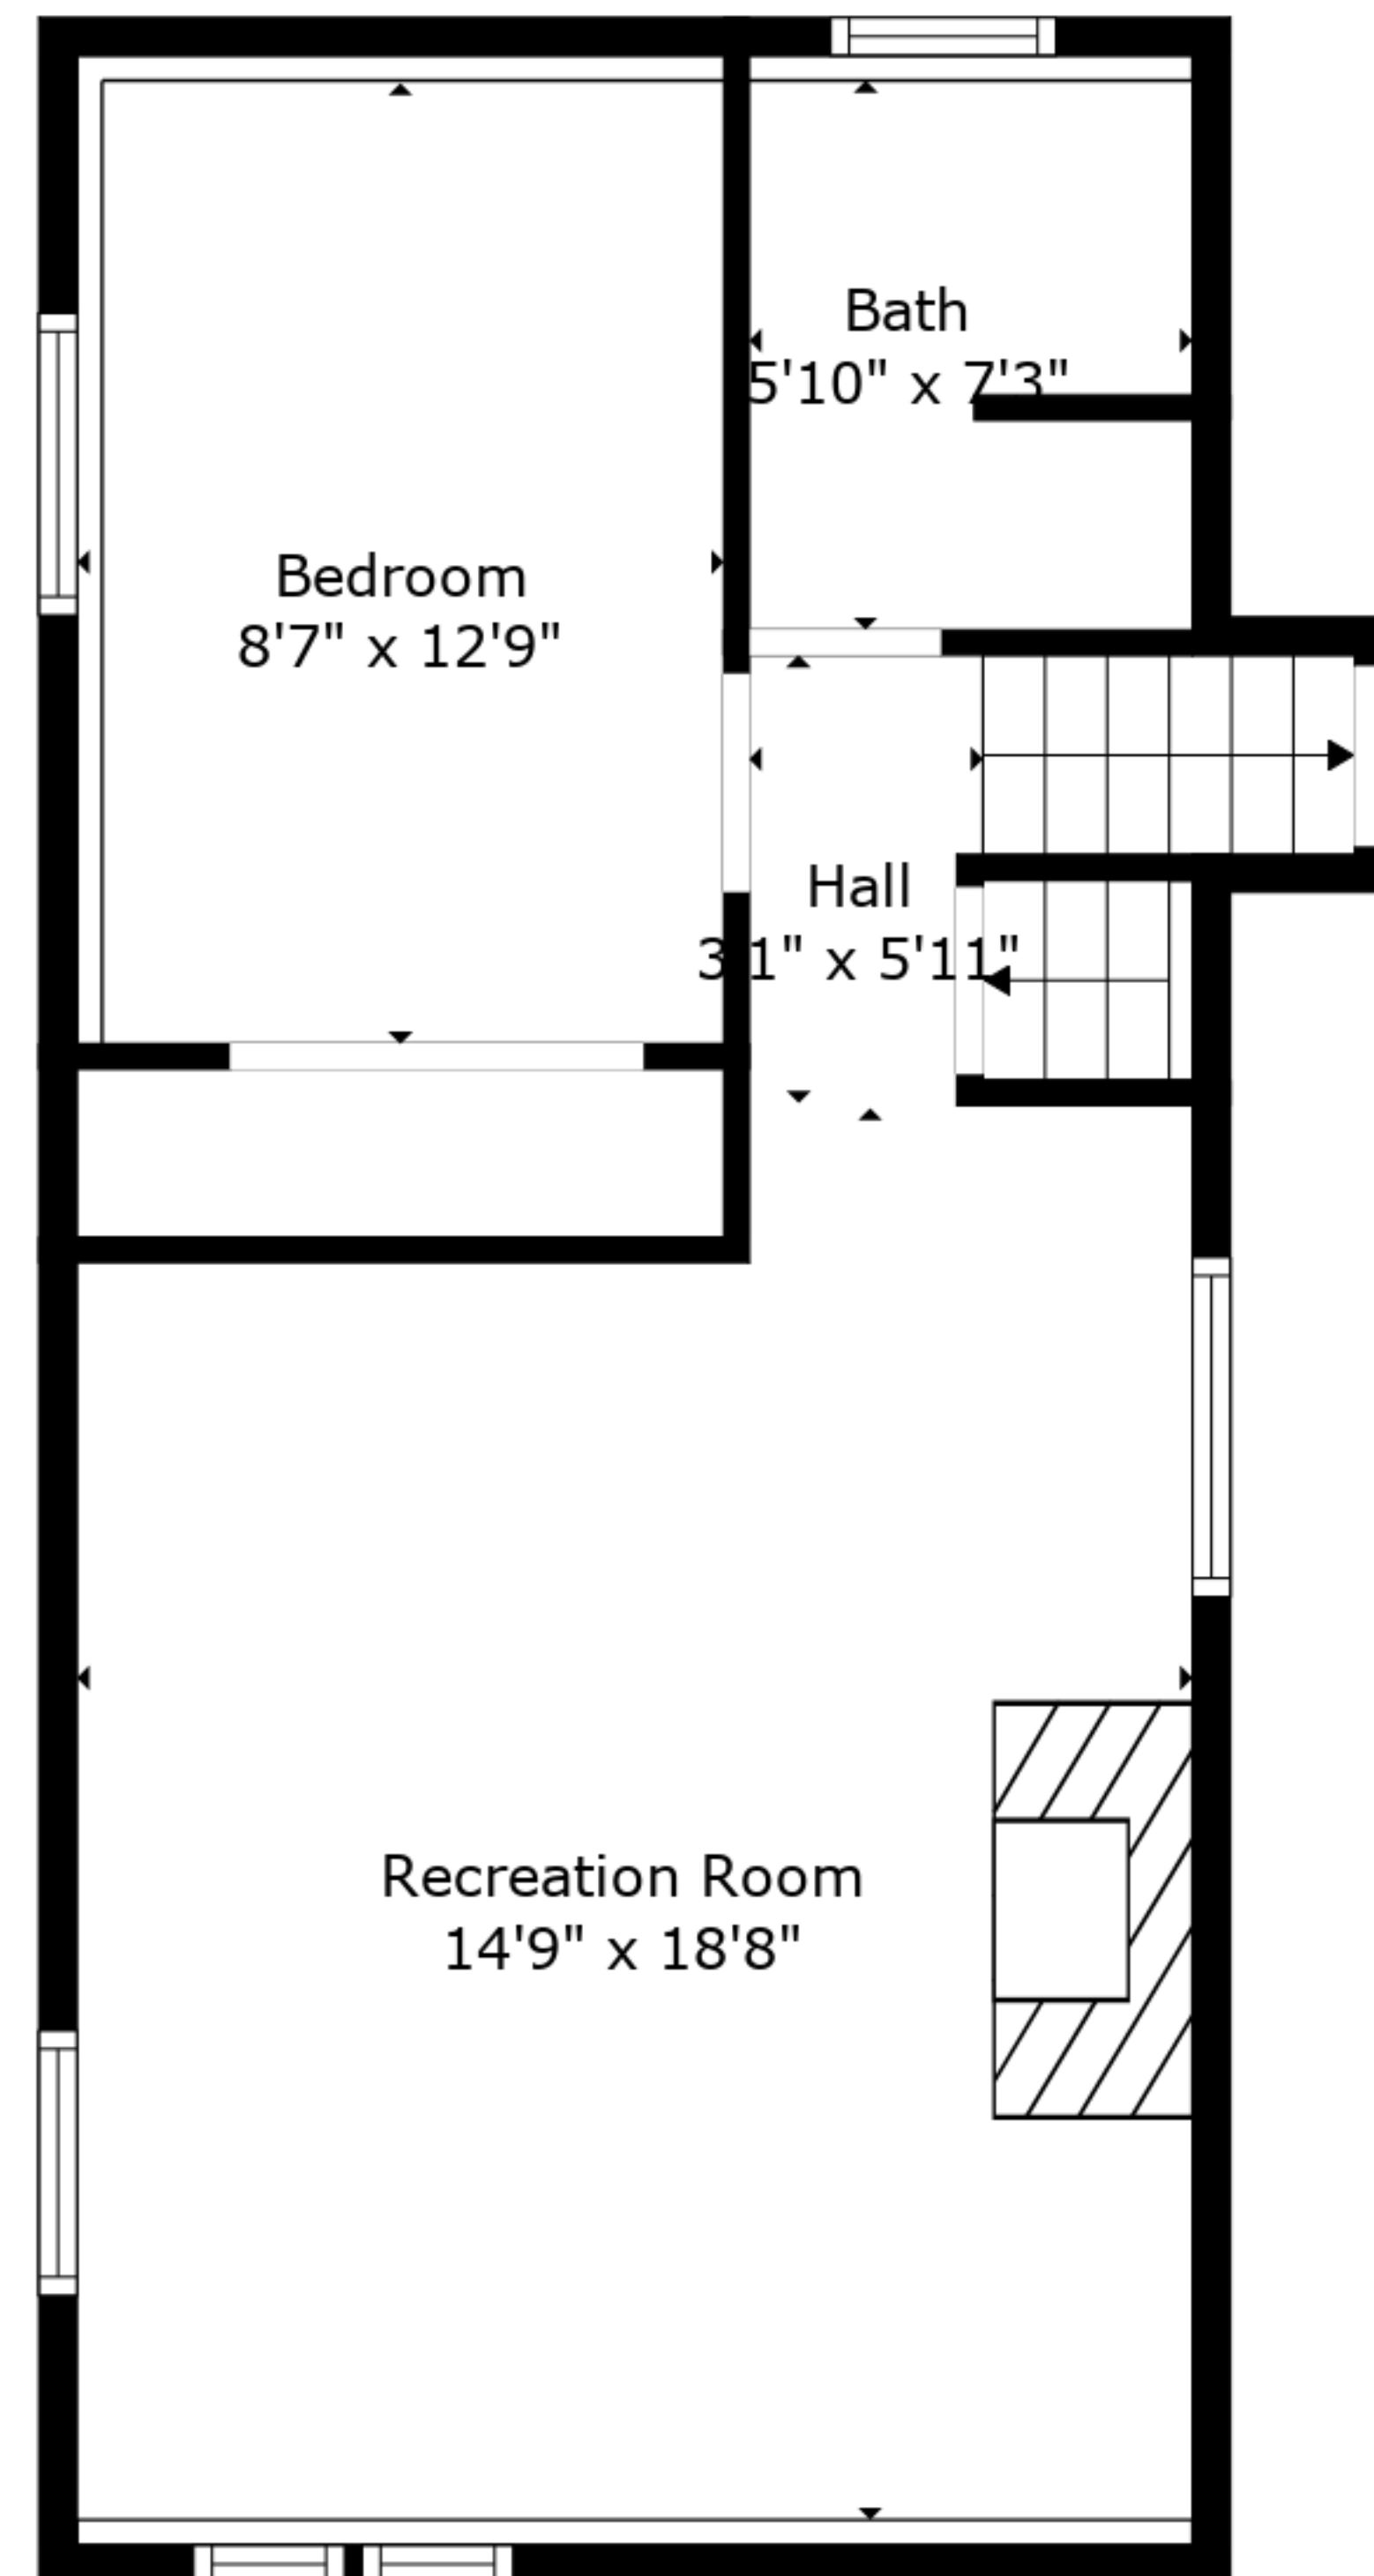 Bath
5'10" x 7'3"
Bedroom
8'7" x 12'9"
Hall
3'1" x 5'11"
Recreation Room
14'9" x 18'8"